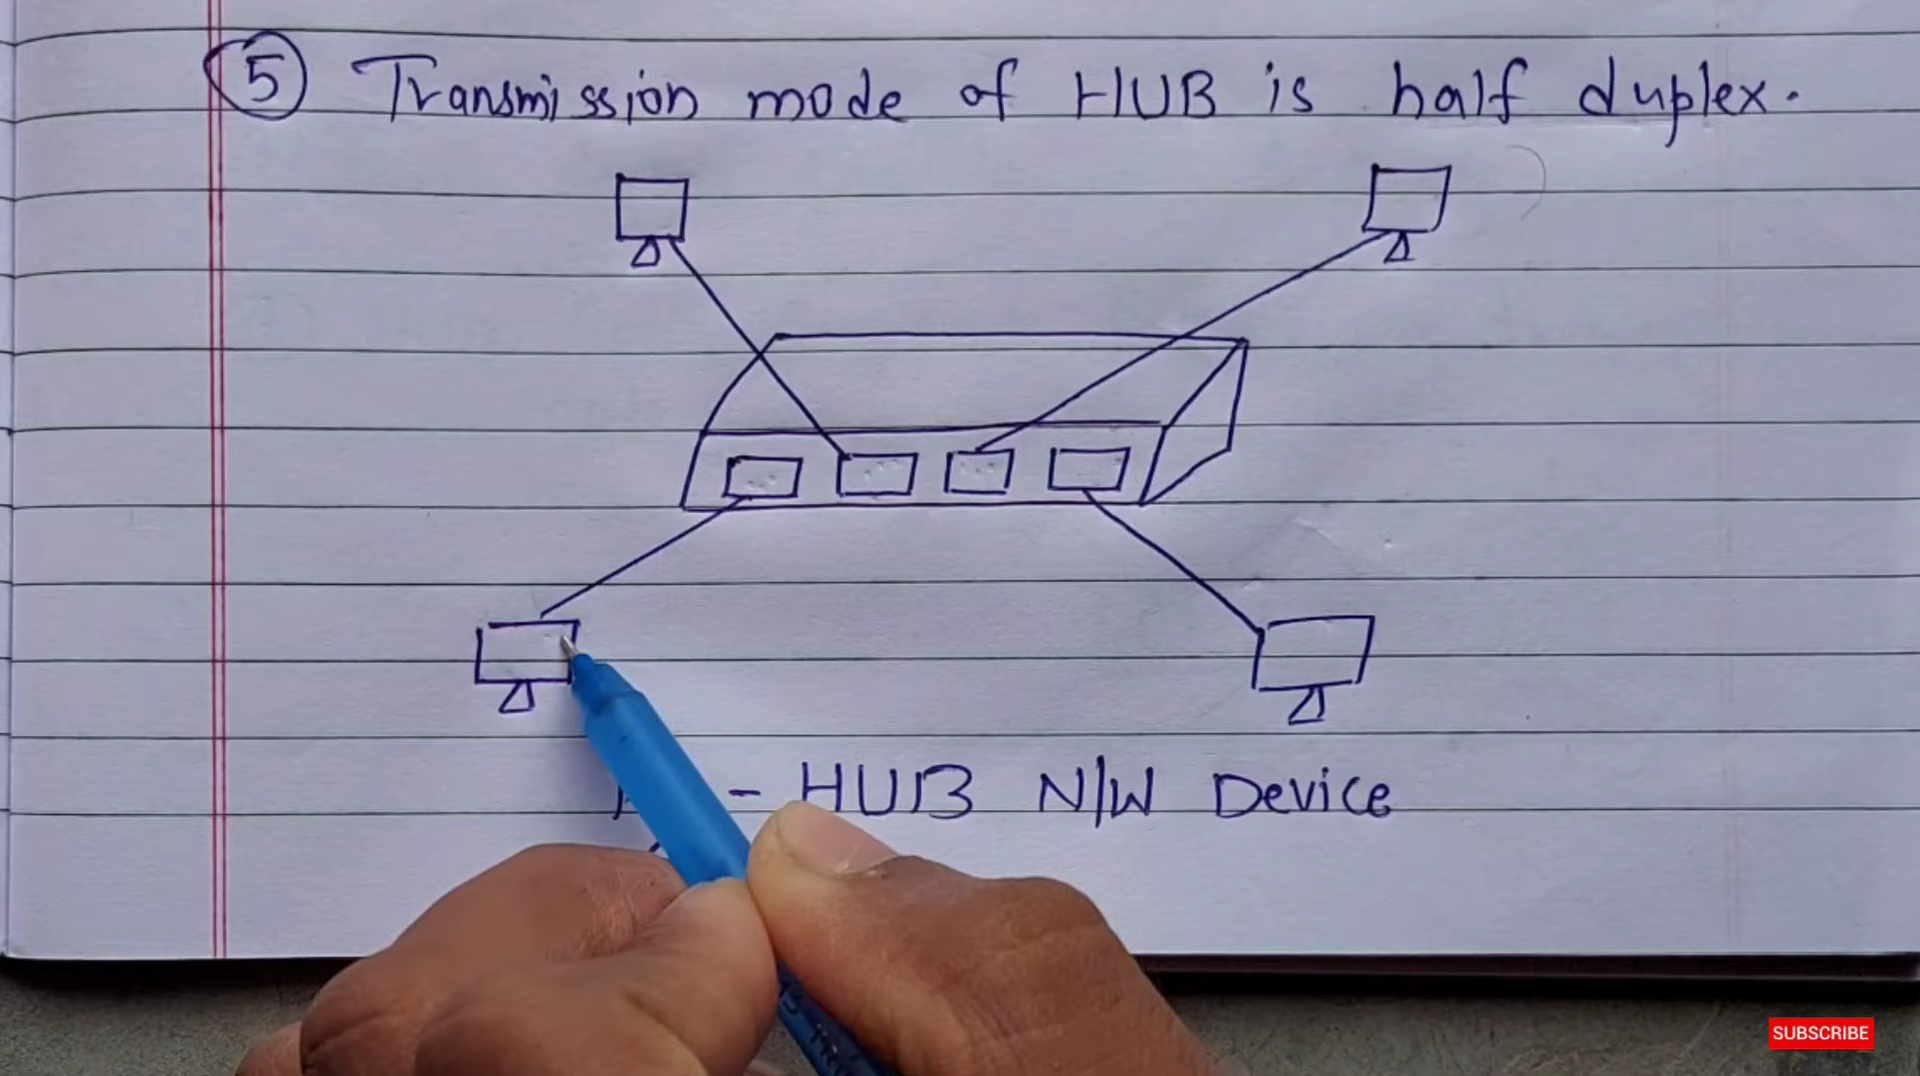 5 Transmission mode of HUB is half duplex.
- HUB N/W Device
SUBSCRIBE